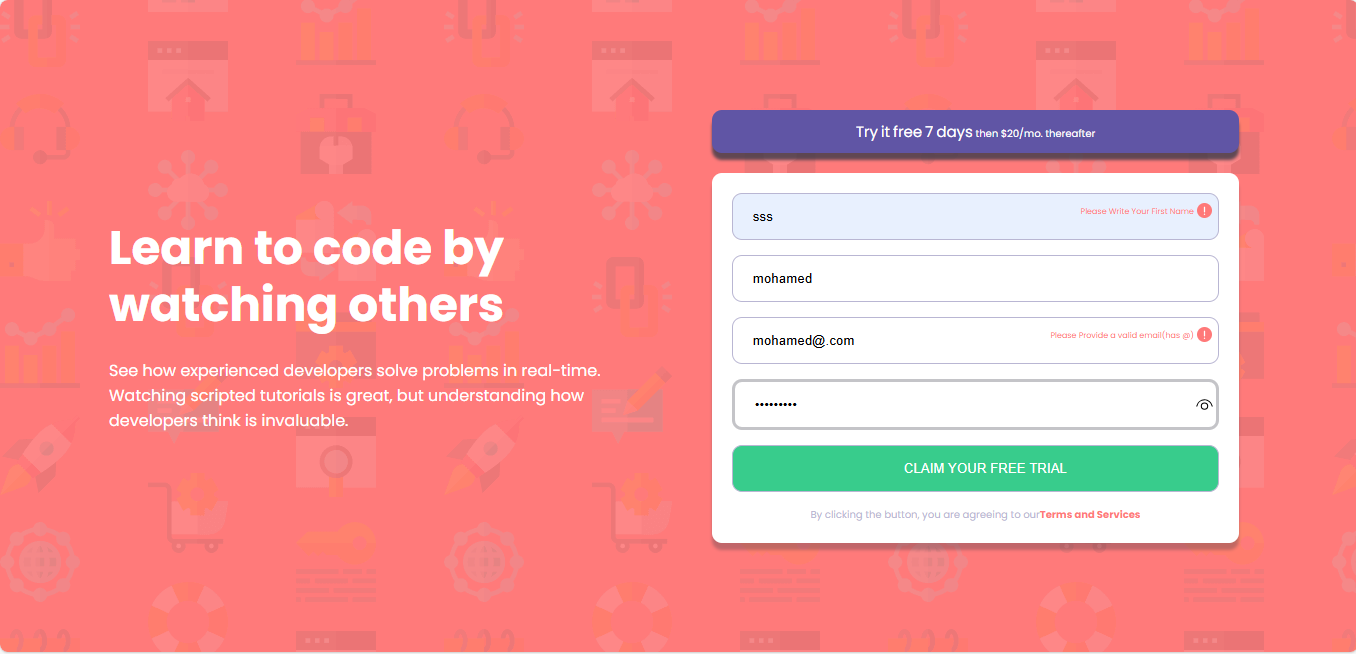 Try it free 7 days then $20/mo. thereafter
Learn to code by
watching others
See how experienced developers solve problems in real-time.
Watching scripted tutorials is great, but understanding how
developers think is invaluable.
sss
Please Write Your First Name !
mohamed
mohamed@.com
Please Provide a valid email(has @) !
•••••••••
CLAIM YOUR FREE TRIAL
By clicking the button, you are agreeing to ourTerms and Services